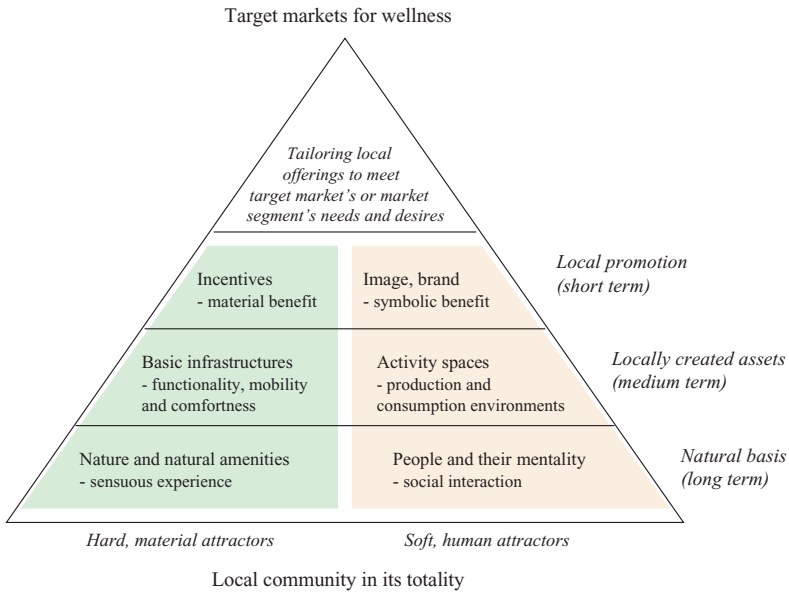 Target markets for wellness
Tailoring local
offerings to meet
target market's or market
segment's needs and desires
Incentives
- material benefit
Image, brand
- symbolic benefit
Local promotion
(short term)
Basic infrastructures
- functionality, mobility
and comfortness
Activity spaces
- production and
consumption environments
Locally created assets
(medium term)
Nature and natural amenities
- sensuous experience
People and their mentality
- social interaction
Natural basis
(long term)
Hard, material attractors
Soft, human attractors
Local community in its totality